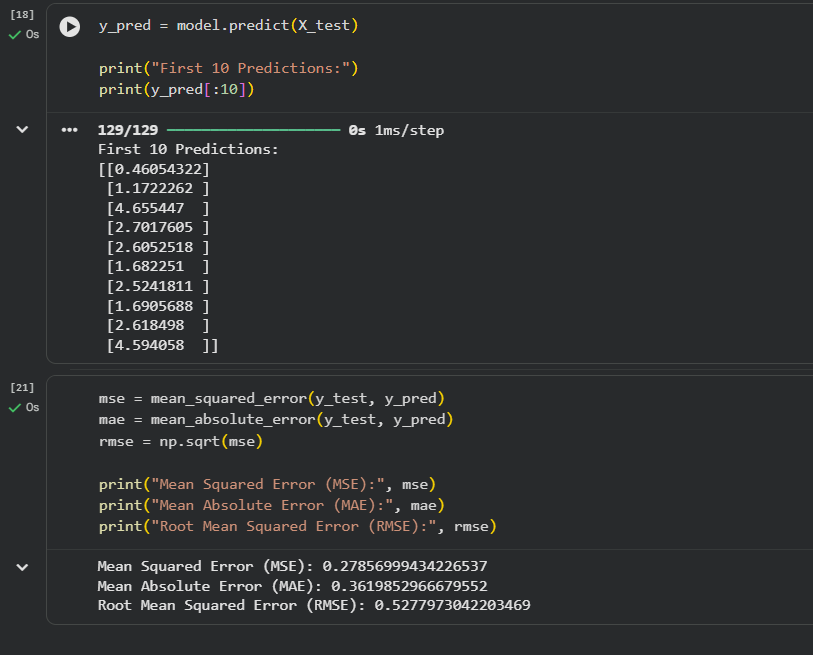 [18]
0s
y_pred = model.predict(X_test)
print("First 10 Predictions:")
print(y_pred[:10])
129/129 ━━━━━━━━━━━━━━━━━━━━ 0s 1ms/step
First 10 Predictions:
[[0.46054322]
 [1.1722262 ]
 [4.655447  ]
 [2.7017605 ]
 [2.6052518 ]
 [1.682251  ]
 [2.5241811 ]
 [1.6905688 ]
 [2.618498  ]
 [4.594058  ]]
[21]
0s
mse = mean_squared_error(y_test, y_pred)
mae = mean_absolute_error(y_test, y_pred)
rmse = np.sqrt(mse)
print("Mean Squared Error (MSE):", mse)
print("Mean Absolute Error (MAE):", mae)
print("Root Mean Squared Error (RMSE):", rmse)
Mean Squared Error (MSE): 0.27856999434226537
Mean Absolute Error (MAE): 0.3619852966679552
Root Mean Squared Error (RMSE): 0.5277973042203469